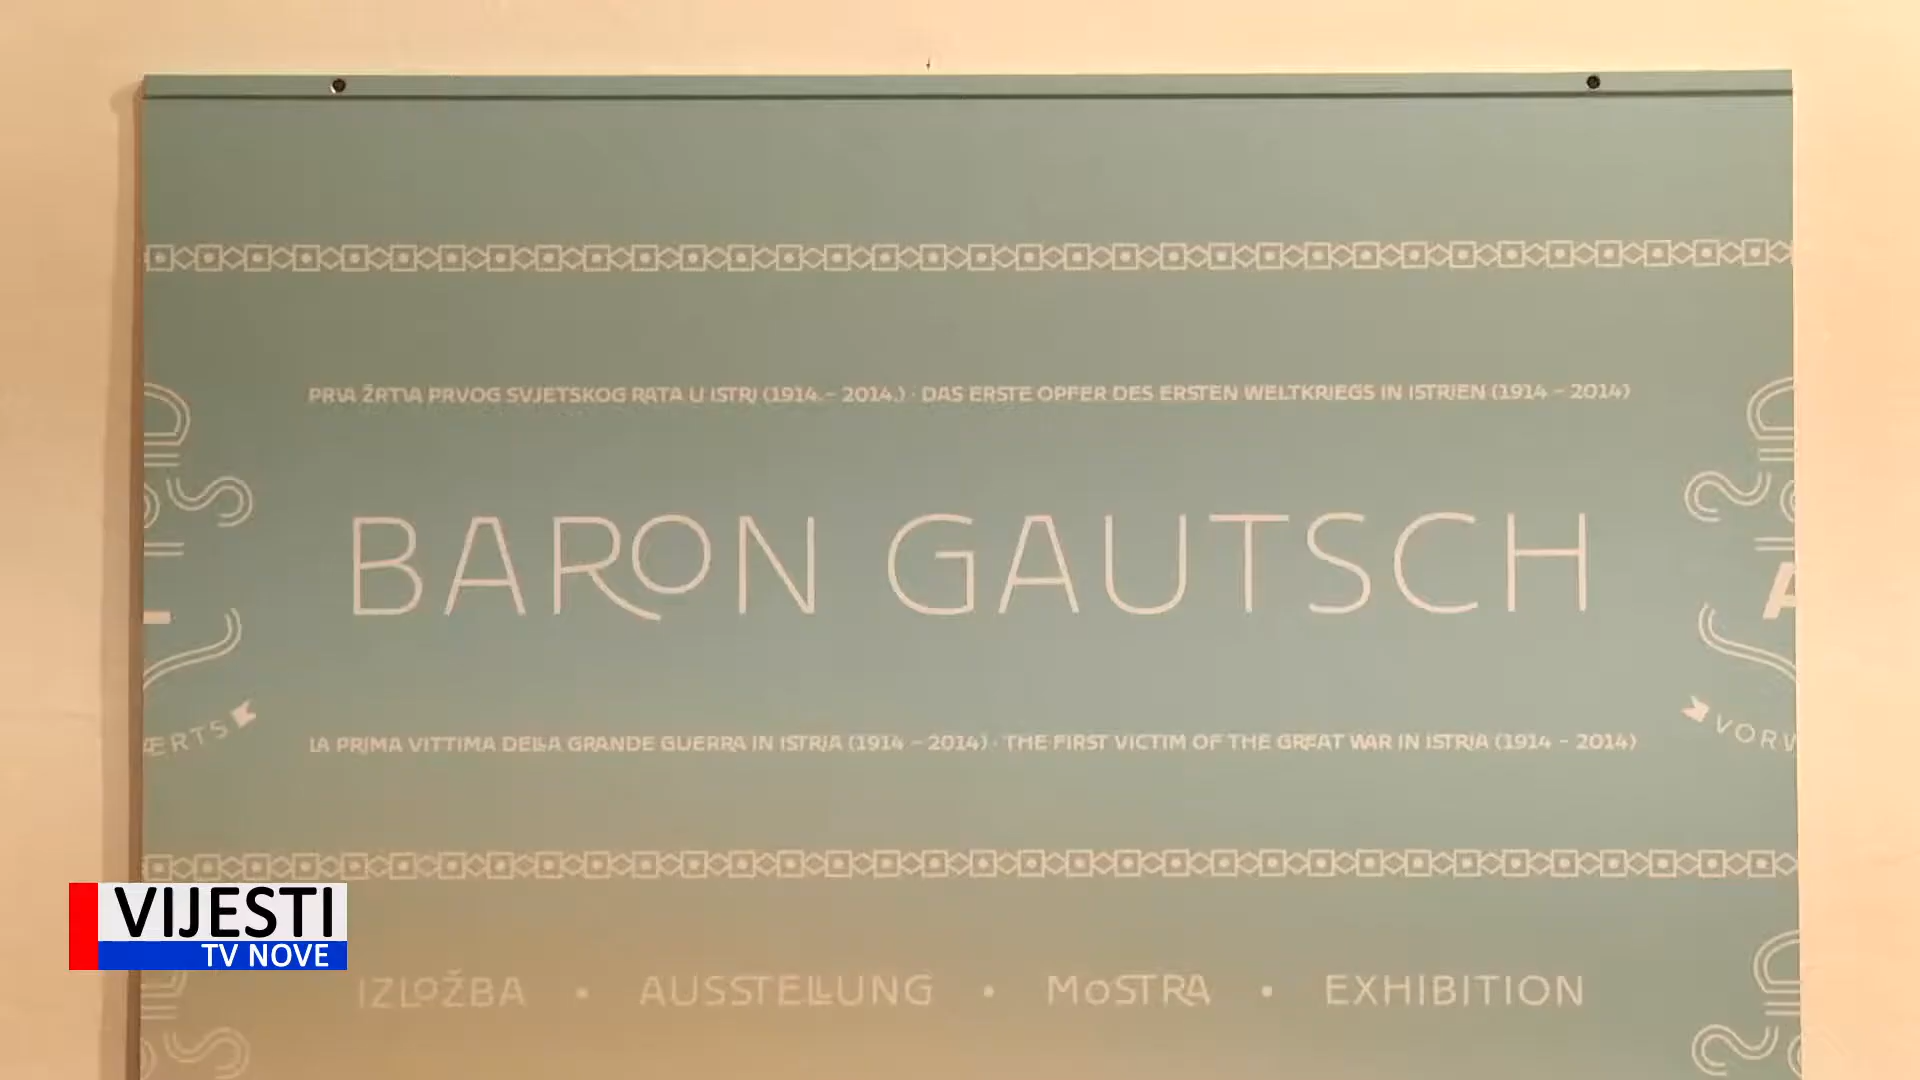 PRVA ŽRTVA PRVOG SVJETSKOG RATA U ISTRI (1914. – 2014.) · DAS ERSTE OPFER DES ERSTEN WELTKRIEGS IN ISTRIEN (1914 – 2014)
BARON GAUTSCH
LA PRIMA VITTIMA DELLA GRANDE GUERRA IN ISTRIA (1914 – 2014) · THE FIRST VICTIM OF THE GREAT WAR IN ISTRIA (1914 – 2014)
VIJESTI
TV NOVE
IZLOŽBA • AUSSTELLUNG • MOSTRA • EXHIBITION